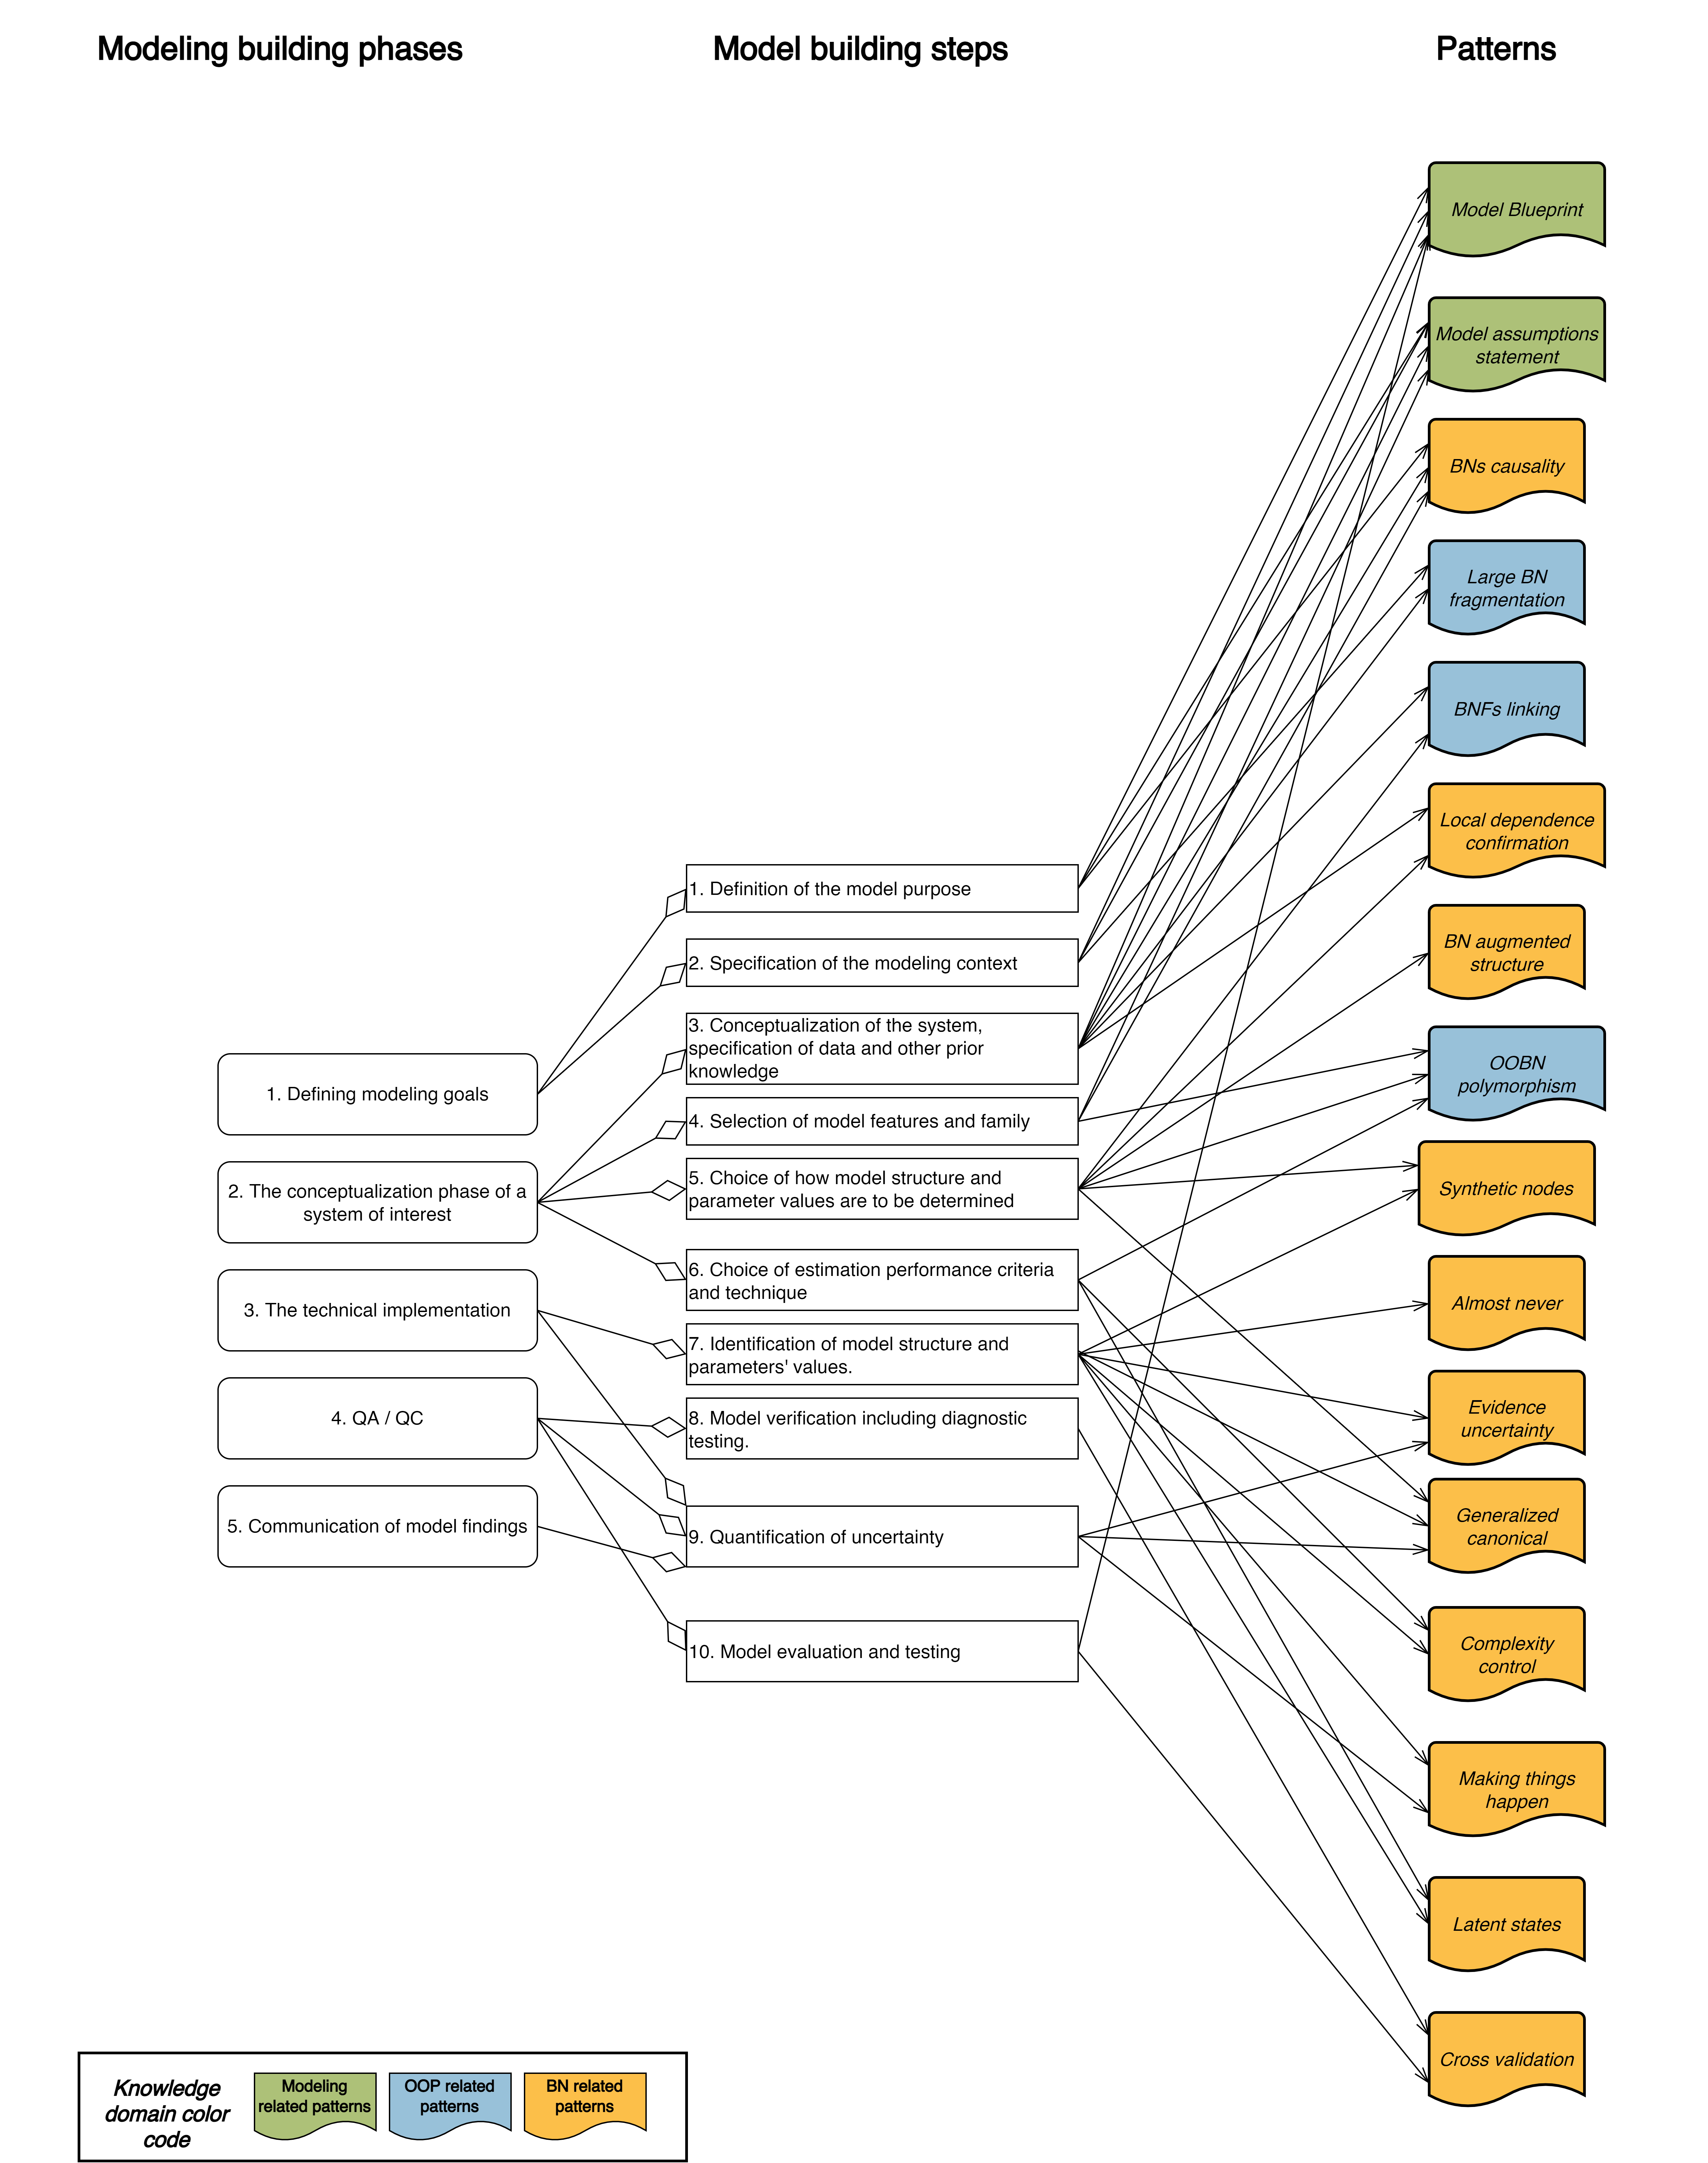 Modeling building phases
Model building steps
Patterns
Model Blueprint
Model assumptions
statement
BNs causality
Large BN
fragmentation
BNFs linking
Local dependence
confirmation
BN augmented
structure
OOBN
polymorphism
Synthetic nodes
Almost never
Evidence
uncertainty
Generalized
canonical
Complexity
control
Making things
happen
Latent states
Cross validation
1. Definition of the model purpose
2. Specification of the modeling context
3. Conceptualization of the system,
specification of data and other prior
knowledge
4. Selection of model features and family
5. Choice of how model structure and
parameter values are to be determined
6. Choice of estimation performance criteria
and technique
7. Identification of model structure and
parameters' values.
8. Model verification including diagnostic
testing.
9. Quantification of uncertainty
10. Model evaluation and testing
1. Defining modeling goals
2. The conceptualization phase of a
system of interest
3. The technical implementation
4. QA / QC
5. Communication of model findings
Knowledge
domain color
code
Modeling
related patterns
OOP related
patterns
BN related
patterns